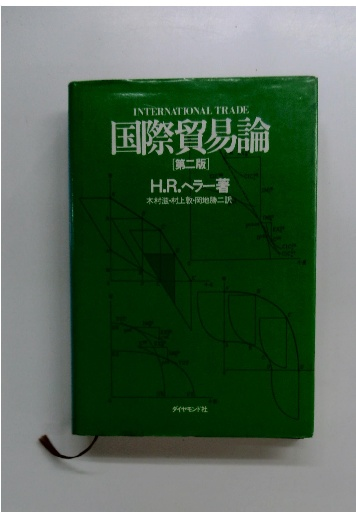 INTERNATIONAL TRADE
国際貿易論
[第二版]
H.R.ヘラー著
木村滋・村上敦・岡地勝二訳
ダイヤモンド社